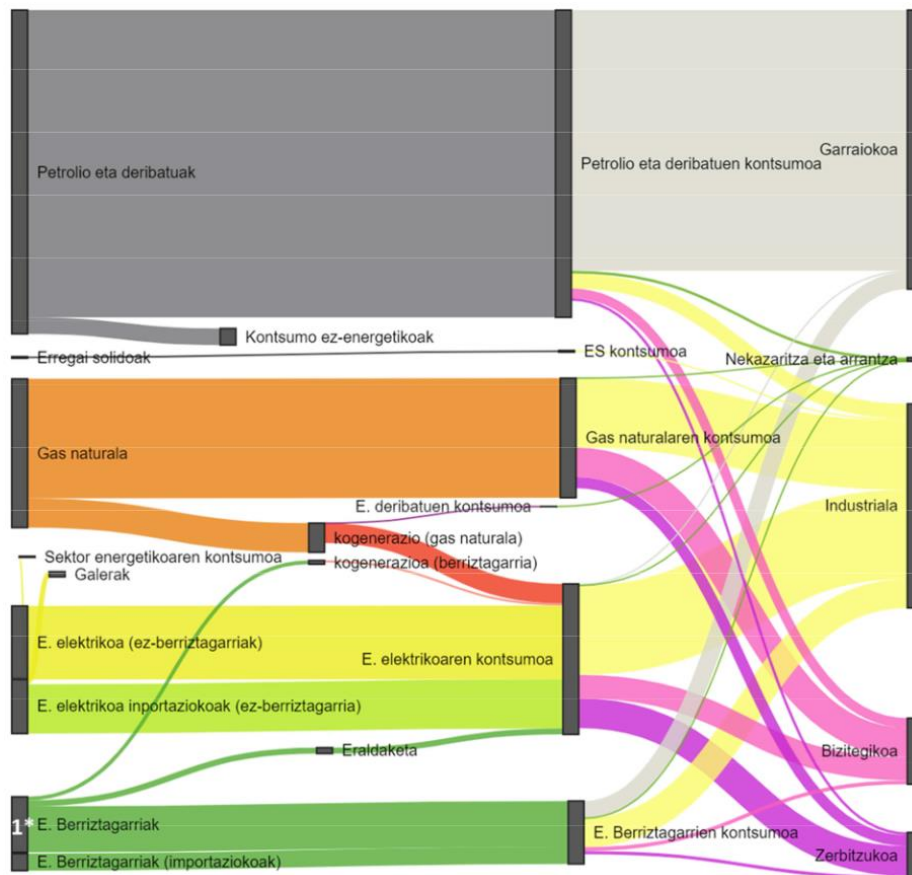 Petrolio eta deribatuak
Petrolio eta deribatuen kontsumoa
Garraiokoa
Kontsumo ez-energetikoak
Erregai solidoak
ES kontsumoa
Nekazaritza eta arrantza
Gas naturala
Gas naturalaren kontsumoa
E. deribatuen kontsumoa
Industriala
kogenerazio (gas naturala)
Sektor energetikoaren kontsumoa
kogenerazioa (berriztagarria)
Galerak
E. elektrikoa (ez-berriztagarriak)
E. elektrikoaren kontsumoa
E. elektrikoa inportaziokoak (ez-berriztagarria)
Eraldaketa
Bizitegikoa
1*
E. Berriztagarriak
E. Berriztagarrien kontsumoa
Zerbitzukoa
E. Berriztagarriak (importaziokoak)